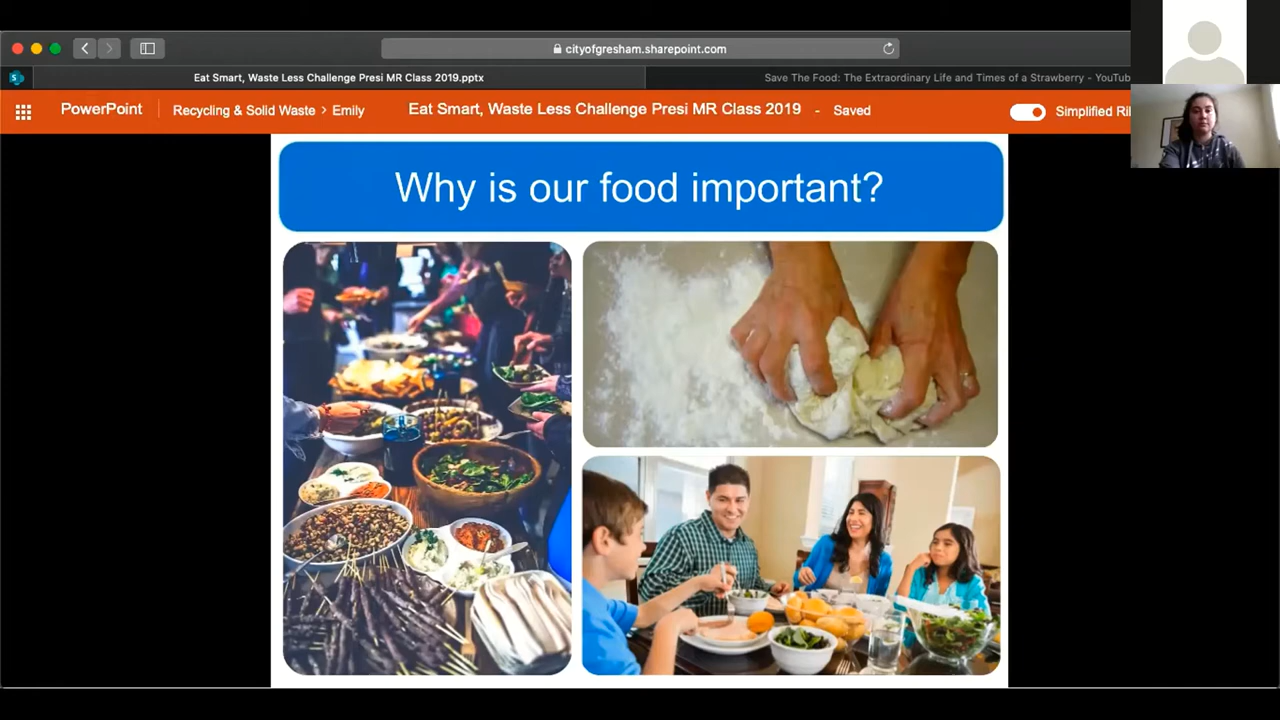 cityofgresham.sharepoint.com
Eat Smart, Waste Less Challenge Presi MR Class 2019.pptx
Save The Food: The Extraordinary Life and Times of a Strawberry - YouTub
PowerPoint Recycling & Solid Waste > Emily Eat Smart, Waste Less Challenge Presi MR Class 2019 - Saved Simplified Ri
Why is our food important?